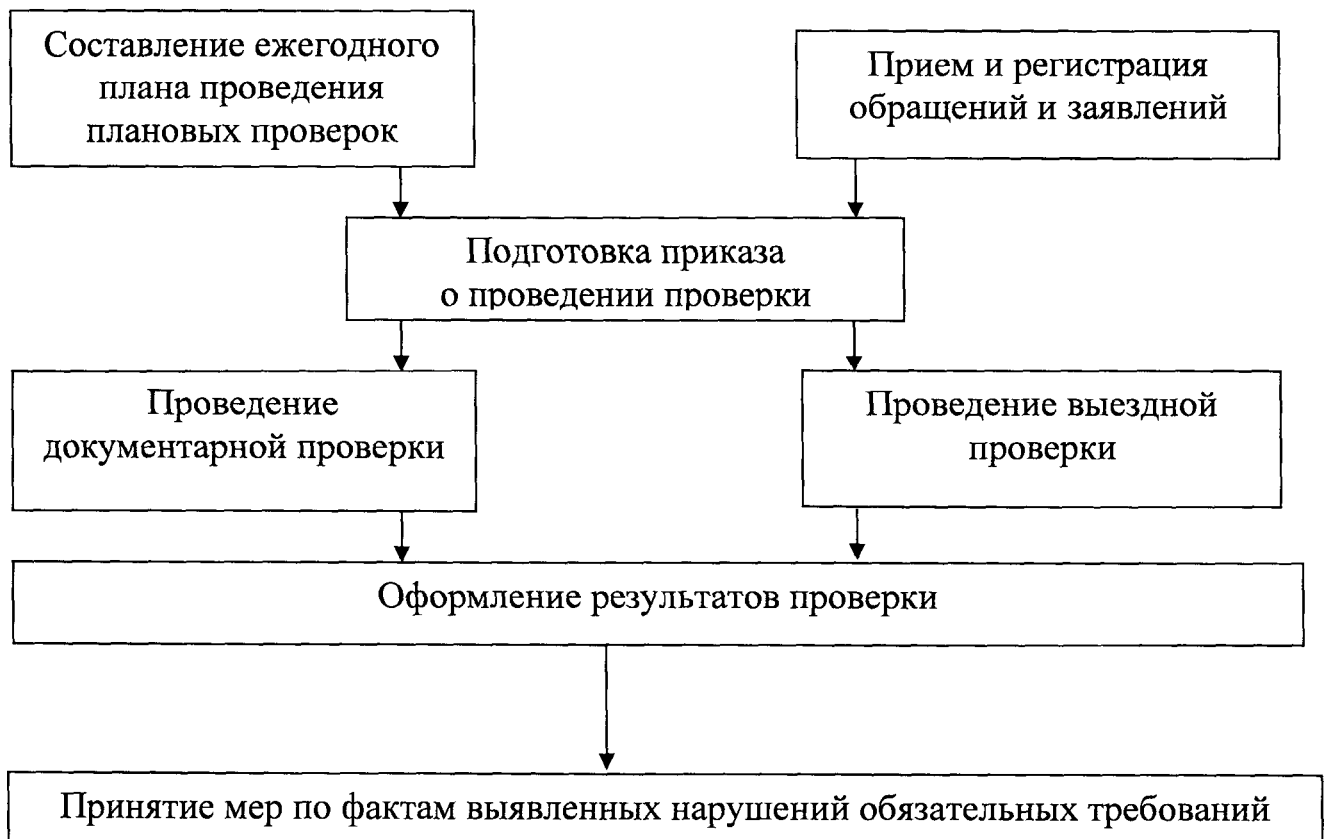 Составление ежегодного
плана проведения
плановых проверок
Прием и регистрация
обращений и заявлений
Подготовка приказа
о проведении проверки
Проведение
документарной проверки
Проведение выездной
проверки
Оформление результатов проверки
Принятие мер по фактам выявленных нарушений обязательных требований